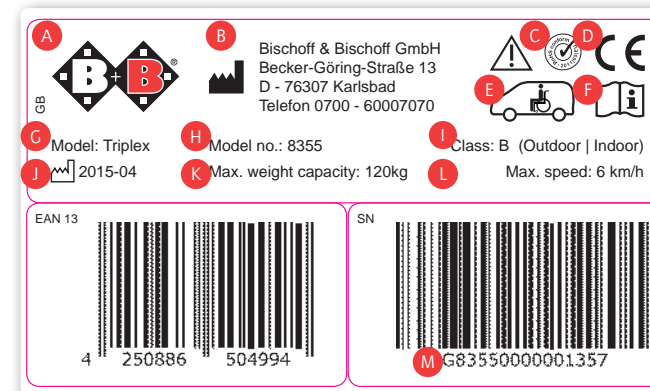 A
B + B ®
GB
B
Bischoff & Bischoff GmbH
Becker-Göring-Straße 13
D - 76307 Karlsbad
Telefon 0700 - 60007070
C
D
CE
E
F
i
G
Model: Triplex
H
Model no.: 8355
I
Class: B (Outdoor | Indoor)
J
2015-04
K
Max. weight capacity: 120kg
L
Max. speed: 6 km/h
EAN 13
4 250886 504994
SN
M
G83550000001357